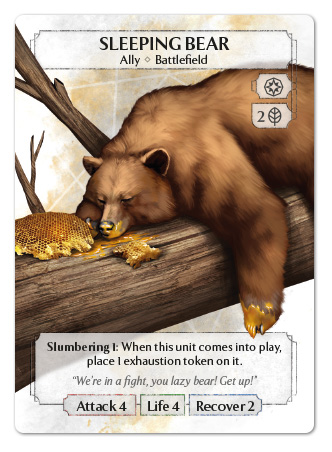 SLEEPING BEAR
Ally ◇ Battlefield
2
Slumbering 1: When this unit comes into play,
place 1 exhaustion token on it.
"We're in a fight, you lazy bear! Get up!"
Attack 4 Life 4 Recover 2